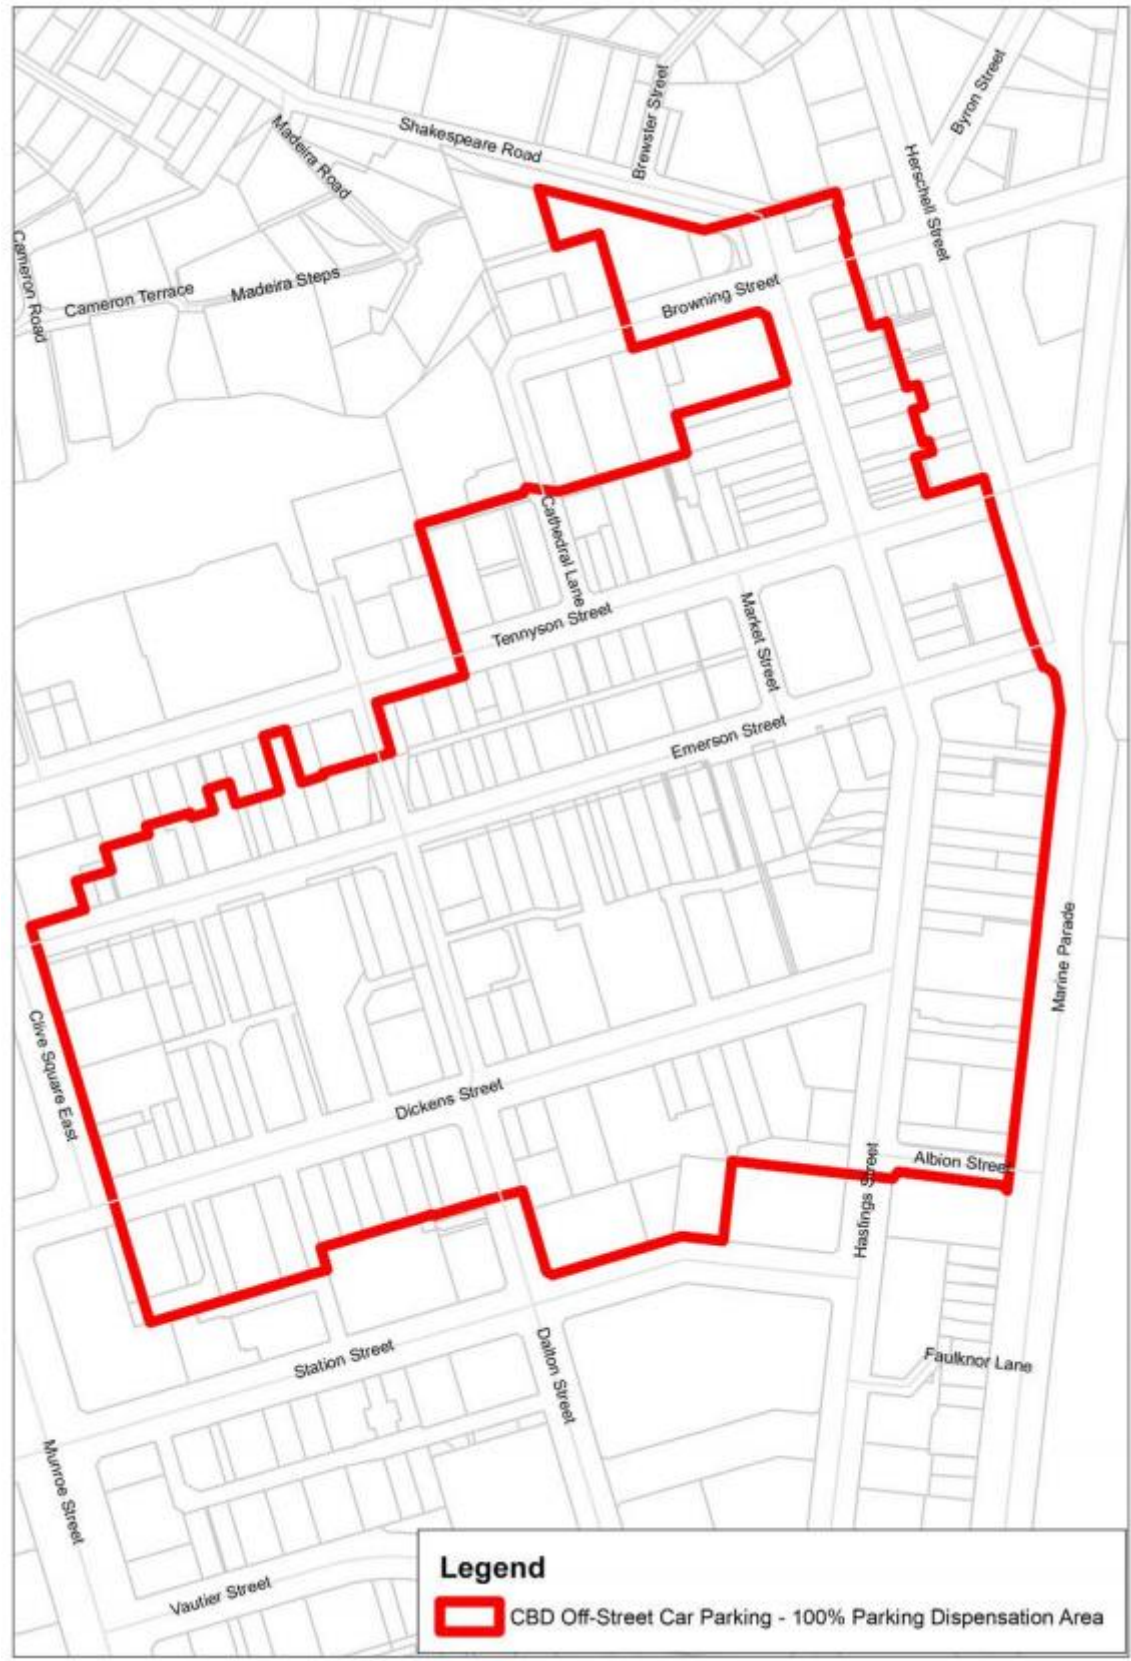 Shakespeare Road
Brewster Street
Byron Street
Madeira Road
Herschell Street
Cameron Road
Cameron Terrace
Madeira Steps
Browning Street
Cathedral Lane
Tennyson Street
Market Street
Emerson Street
Marine Parade
Clive Square East
Dickens Street
Albion Street
Hastings Street
Station Street
Dalton Street
Faulknor Lane
Munroe Street
Vautier Street
Legend
CBD Off-Street Car Parking - 100% Parking Dispensation Area